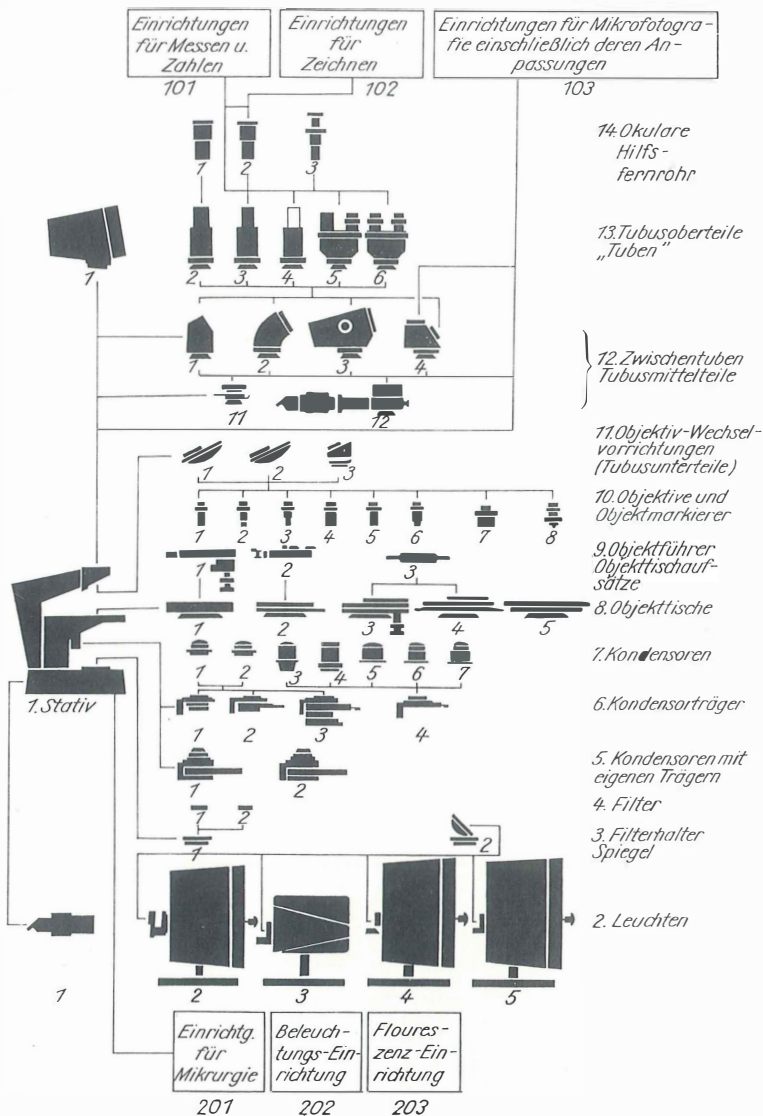 Einrichtungen
für Messen u.
Zahlen
101
Einrichtungen
für
Zeichnen
102
Einrichtungen für Mikrofotogra-
fie einschließlich deren An-
passungen
103
1 2 3
14. Okulare
Hilfs-
fernrohr
1 2 3 4 5 6
13. Tubusoberteile
„Tuben"
1 2 3 4
11 12
12. Zwischentuben
Tubusmittelteile
1 2 3
11. Objektiv-Wechsel-
vorrichtungen
(Tubusunterteile)
1 2 3 4 5 6 7 8
10. Objektive und
Objektmarkierer
1 2 3
9. Objektführer
Objekttischauf-
sätze
1 2 3 4 5
8. Objekttische
1 2 3 4 5 6 7
7. Kondensoren
1. Stativ
1 2 3 4
6. Kondensorträger
1 2
5. Kondensoren mit
eigenen Trägern
1 2
4. Filter
1 2
3. Filterhalter
Spiegel
2. Leuchten
1 2 3 4 5
Einrichtg.
für
Mikrurgie
201
Beleuch-
tungs-Ein-
richtung
202
Floures-
zenz-Ein-
richtung
203